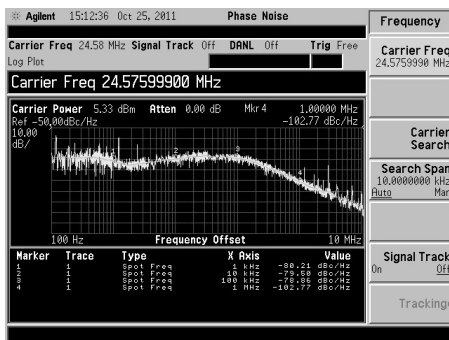 Agilent 15:12:36 Oct 25, 2011 Phase Noise
Frequency
Carrier Freq 24.58 MHz Signal Track Off DANL Off Trig Free
Log Plot
Carrier Freq 24.57599900 MHz
Carrier Freq
24.5759990 MHz
Carrier Power 5.33 dBm Atten 0.00 dB Mkr 4 1.00000 MHz
Ref -50.00dBc/Hz -102.77 dBc/Hz
10.00
dB/
2
3
4
100 Hz Frequency Offset 10 MHz
Marker Trace Type X Axis Value
1 1 Spot Freq 1 kHz -80.21 dBc/Hz
2 1 Spot Freq 10 kHz -79.50 dBc/Hz
3 1 Spot Freq 100 kHz -78.86 dBc/Hz
4 1 Spot Freq 1 MHz -102.77 dBc/Hz
Carrier
Search
Search Span
10.0000000 kHz
Auto Man
Signal Track
On Off
Tracking